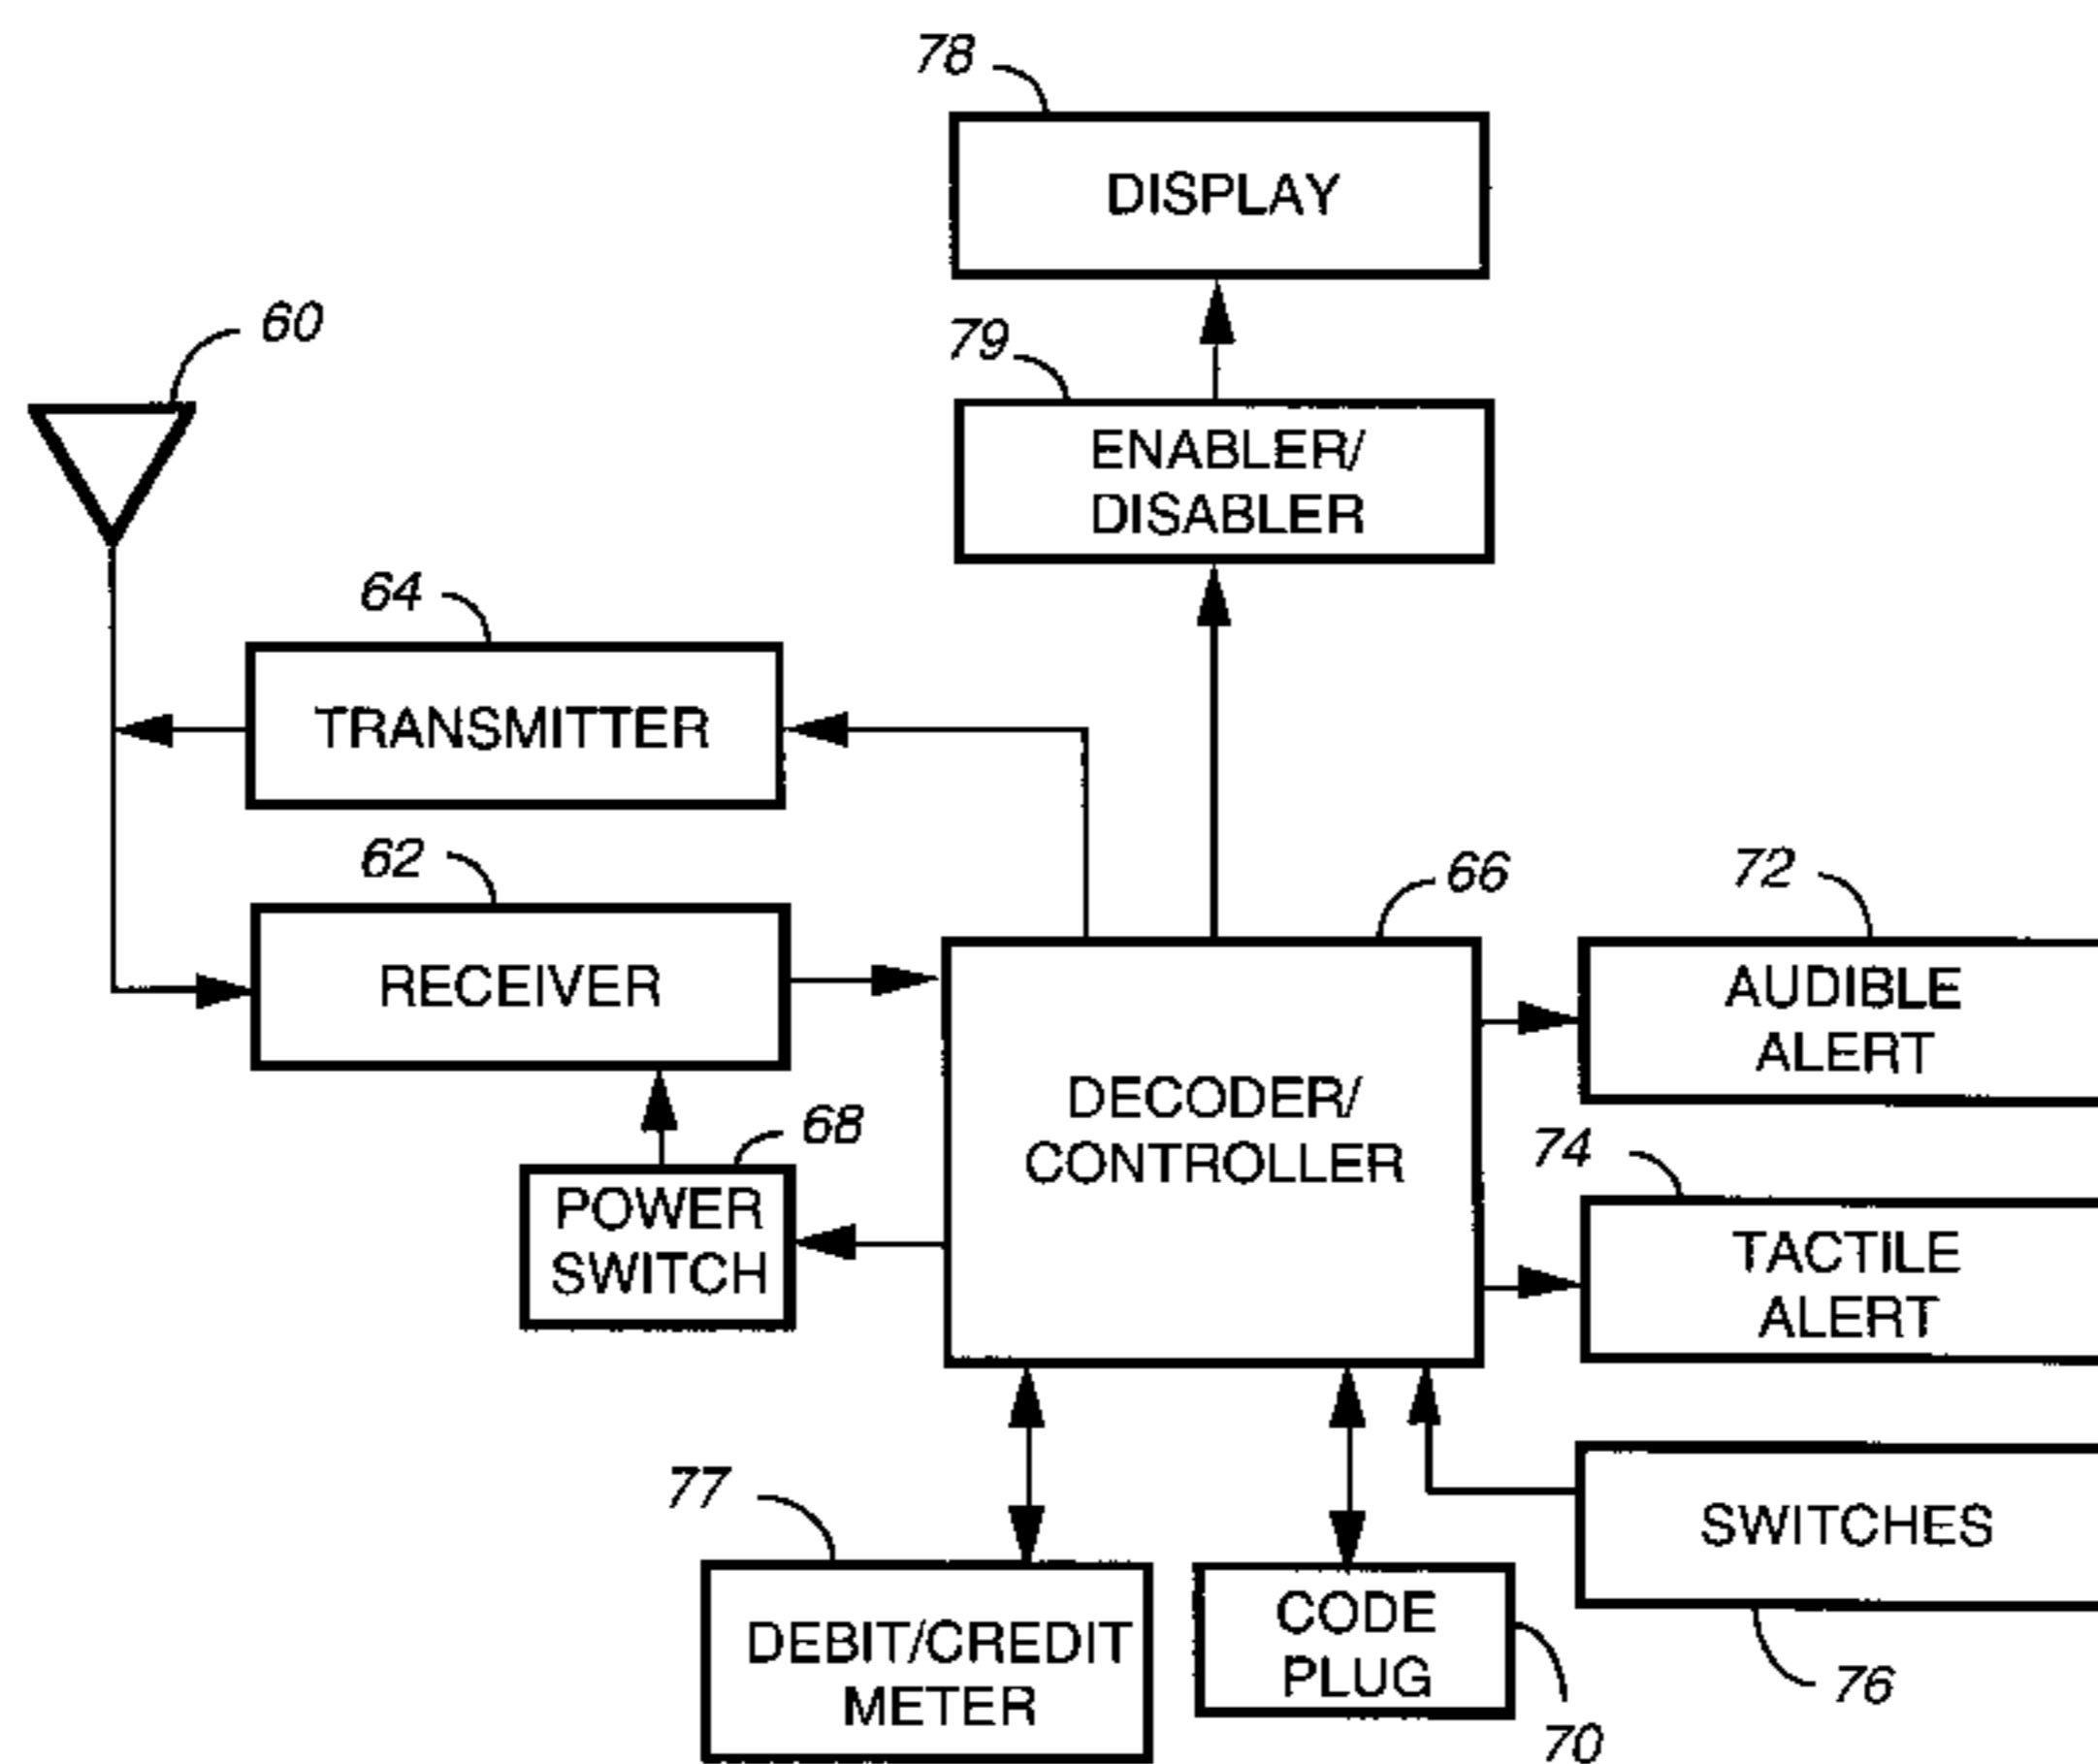 78
DISPLAY
60
79
ENABLER/
DISABLER
64
TRANSMITTER
62
RECEIVER
66
72
AUDIBLE
ALERT
DECODER/
CONTROLLER
68
POWER
SWITCH
74
TACTILE
ALERT
77
DEBIT/CREDIT
METER
CODE
PLUG
70
SWITCHES
76